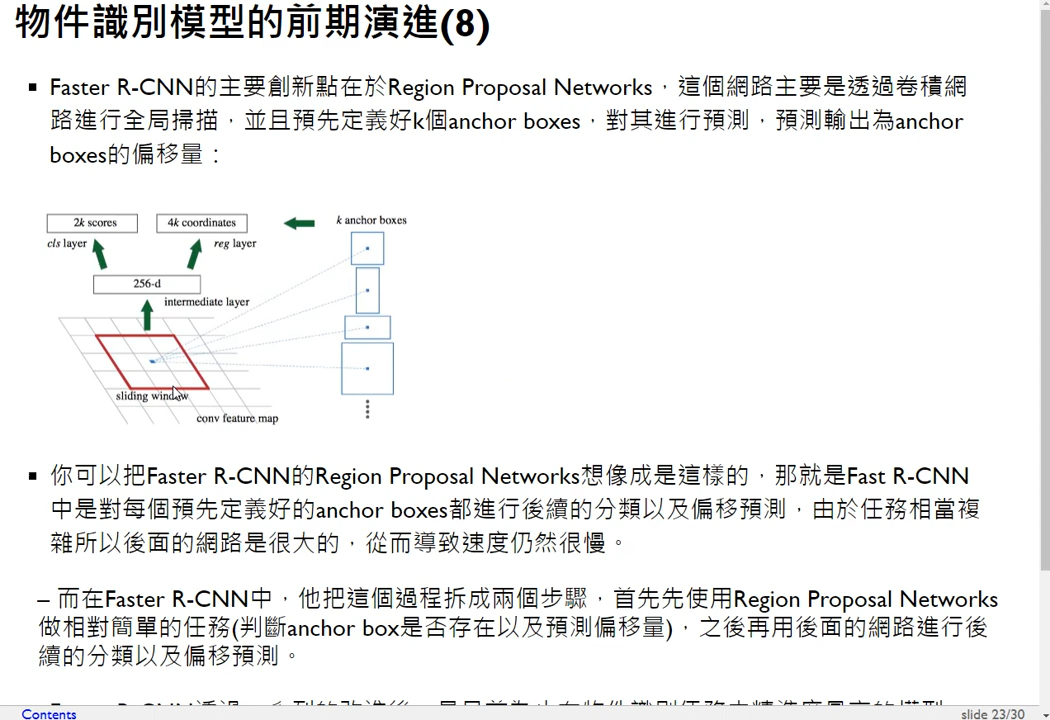 物件識別模型的前期演進(8)
▪ Faster R-CNN的主要創新點在於Region Proposal Networks，這個網路主要是透過卷積網
路進行全局掃描，並且預先定義好k個anchor boxes，對其進行預測，預測輸出為anchor
boxes的偏移量：
2k scores
4k coordinates
k anchor boxes
cls layer
reg layer
256-d
intermediate layer
sliding window
conv feature map
▪ 你可以把Faster R-CNN的Region Proposal Networks想像成是這樣的，那就是Fast R-CNN
中是對每個預先定義好的anchor boxes都進行後續的分類以及偏移預測，由於任務相當複
雜所以後面的網路是很大的，從而導致速度仍然很慢。
– 而在Faster R-CNN中，他把這個過程拆成兩個步驟，首先先使用Region Proposal Networks
做相對簡單的任務(判斷anchor box是否存在以及預測偏移量)，之後再用後面的網路進行後
續的分類以及偏移預測。
Contents
slide 23/30